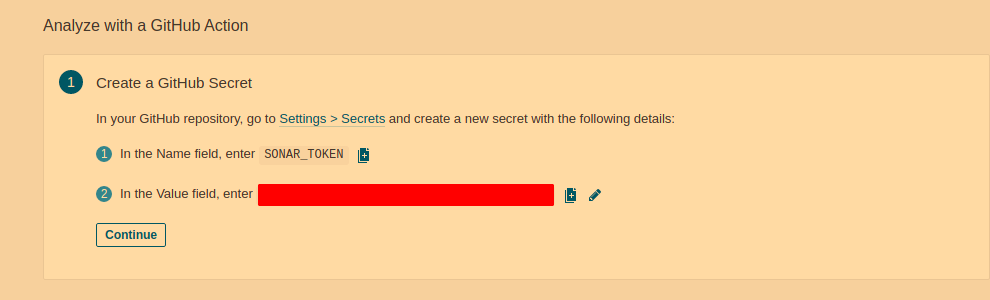 Analyze with a GitHub Action
1 Create a GitHub Secret
In your GitHub repository, go to Settings > Secrets and create a new secret with the following details:
1 In the Name field, enter SONAR_TOKEN
2 In the Value field, enter
Continue